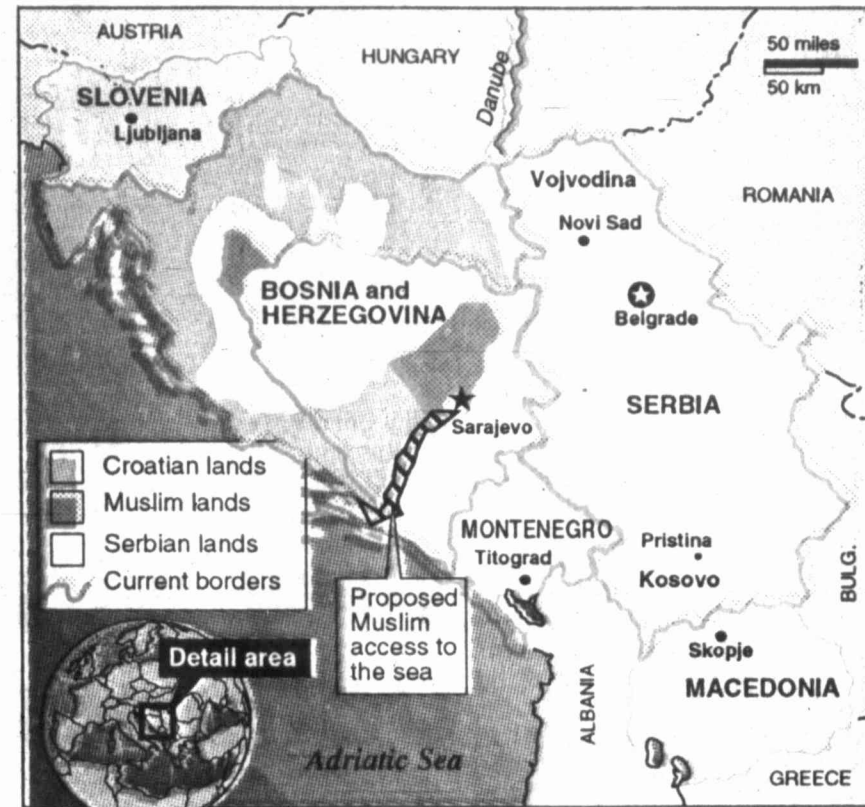 AUSTRIA
HUNGARY
Danube
50 miles
50 km
SLOVENIA
Ljubljana
Vojvodina
ROMANIA
Novi Sad
BOSNIA and
HERZEGOVINA
Belgrade
SERBIA
Sarajevo
Croatian lands
Muslim lands
Serbian lands
Current borders
MONTENEGRO
Titograd
Pristina
Kosovo
BULG.
Proposed
Muslim
access to
the sea
Detail area
Skopje
MACEDONIA
ALBANIA
Adriatic Sea
GREECE